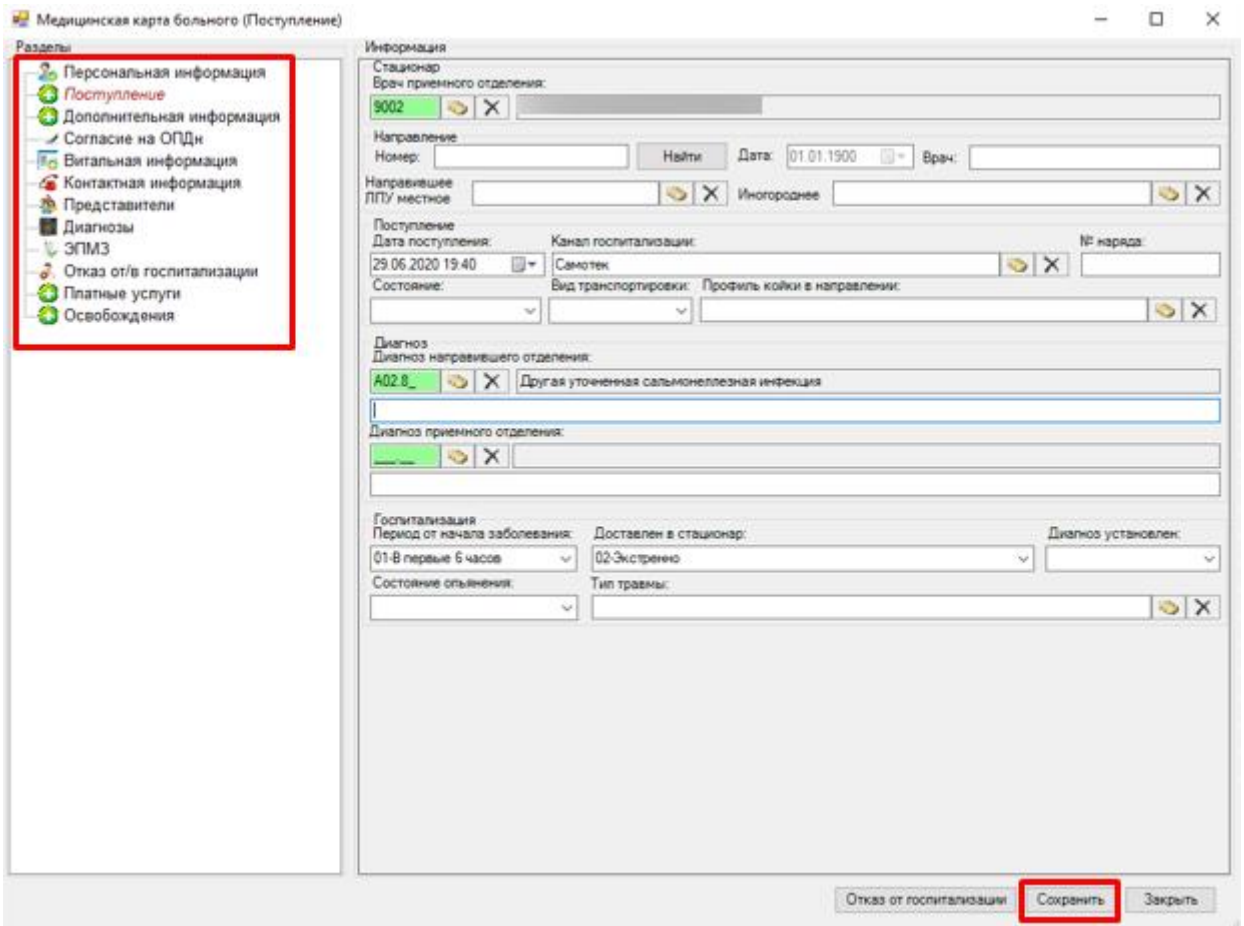 Медицинская карта больного (Поступление)
Разделы
Персональная информация
Поступление
Дополнительная информация
Согласие на ОПДн
Витальная информация
Контактная информация
Представители
Диагнозы
ЭПМЗ
Отказ от/в госпитализации
Платные услуги
Освобождения
Информация
Стационар
Врач приемного отделения:
9002
Направление
Номер: Найти Дата: 01.01.1900 Врач:
Направившее
ЛПУ местное Иногороднее
Поступление
Дата поступления: Канал госпитализации: № наряда:
29.06.2020 19:40 Самотек
Состояние: Вид транспортировки: Профиль койки в направлении:
Диагноз
Диагноз направившего отделения:
A02.8_ Другая уточненная сальмонеллезная инфекция
Диагноз приемного отделения:
___.__
Госпитализация
Период от начала заболевания: Доставлен в стационар: Диагноз установлен:
01-В первые 6 часов 02-Экстренно
Состояние опьянения: Тип травмы:
Отказ от госпитализации Сохранить Закрыть